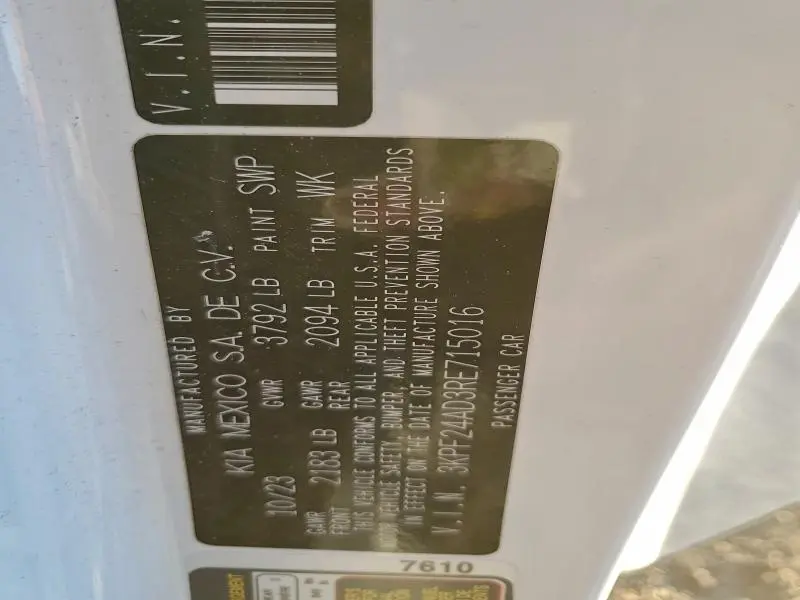 V.I.N.
MANUFACTURED BY
KIA MEXICO S.A. DE C.V.
10/23 GVWR 3792 LB PAINT SWP
GAWR FRONT 2183 LB GAWR REAR 2094 LB TRIM WK
THIS VEHICLE CONFORMS TO ALL APPLICABLE U.S.A. FEDERAL
MOTOR VEHICLE SAFETY, BUMPER, AND THEFT PREVENTION STANDARDS
IN EFFECT ON THE DATE OF MANUFACTURE SHOWN ABOVE.
V.I.N. 3KPF24AD3RE715016
PASSENGER CAR
7610